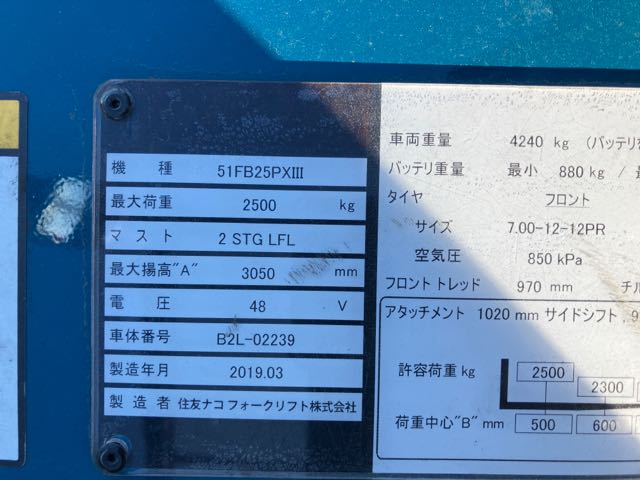 機 種 51FB25PXIII
最大荷重 2500 kg
マ ス ト 2 STG LFL
最大揚高"A" 3050 mm
電 圧 48 V
車体番号 B2L-02239
製造年月 2019.03
製 造 者 住友ナコ フォークリフト株式会社
車両重量 4240 kg (バッテリを
バッテリ重量 最小 880 kg /
タイヤ フロント
サイズ 7.00-12-12PR
空気圧 850 kPa
フロント トレッド 970 mm チル
アタッチメント 1020 mm サイドシフト , 9
許容荷重 kg 2500 2300
荷重中心"B" mm 500 600